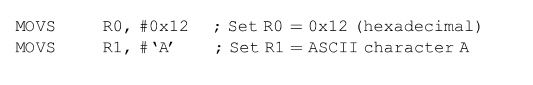 MOVS R0, #0x12 ; Set R0 = 0x12 (hexadecimal)
MOVS R1, #‘A’ ; Set R1 = ASCII character A